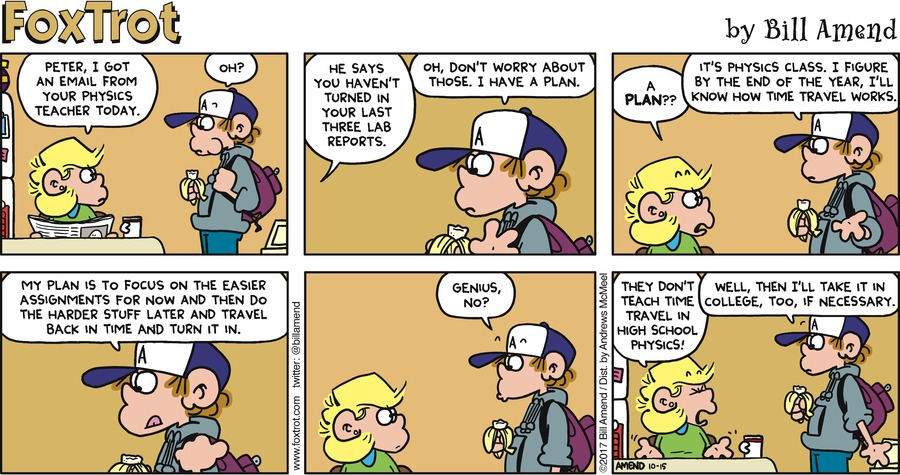 FoxTrot
by Bill Amend
PETER, I GOT
AN EMAIL FROM
YOUR PHYSICS
TEACHER TODAY.
OH?
A
HE SAYS
YOU HAVEN'T
TURNED IN
YOUR LAST
THREE LAB
REPORTS.
OH, DON'T WORRY ABOUT
THOSE. I HAVE A PLAN.
A
A
PLAN??
IT'S PHYSICS CLASS. I FIGURE
BY THE END OF THE YEAR, I'LL
KNOW HOW TIME TRAVEL WORKS.
A
MY PLAN IS TO FOCUS ON THE EASIER
ASSIGNMENTS FOR NOW AND THEN DO
THE HARDER STUFF LATER AND TRAVEL
BACK IN TIME AND TURN IT IN.
A
www.foxtrot.com twitter: @billamend
GENIUS,
NO?
A
©2017 Bill Amend / Dist. by Andrews McMeel
THEY DON'T
TEACH TIME
TRAVEL IN
HIGH SCHOOL
PHYSICS!
WELL, THEN I'LL TAKE IT IN
COLLEGE, TOO, IF NECESSARY.
A
AMEND 10-15